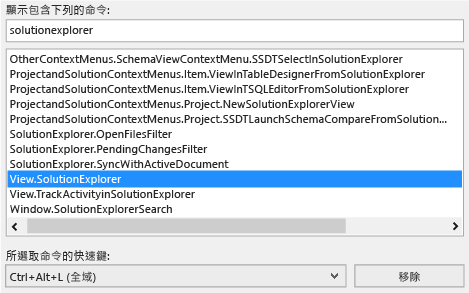 顯示包含下列的命令:
solutionexplorer
OtherContextMenus.SchemaViewContextMenu.SSDTSelectInSolutionExplorer
ProjectandSolutionContextMenus.Item.ViewInTableDesignerFromSolutionExplorer
ProjectandSolutionContextMenus.Item.ViewInTSQLEditorFromSolutionExplorer
ProjectandSolutionContextMenus.Project.NewSolutionExplorerView
ProjectandSolutionContextMenus.Project.SSDTLaunchSchemaCompareFromSolution...
SolutionExplorer.OpenFilesFilter
SolutionExplorer.PendingChangesFilter
SolutionExplorer.SyncWithActiveDocument
View.SolutionExplorer
View.TrackActivityinSolutionExplorer
Window.SolutionExplorerSearch
所選取命令的快速鍵:
Ctrl+Alt+L (全域) 移除